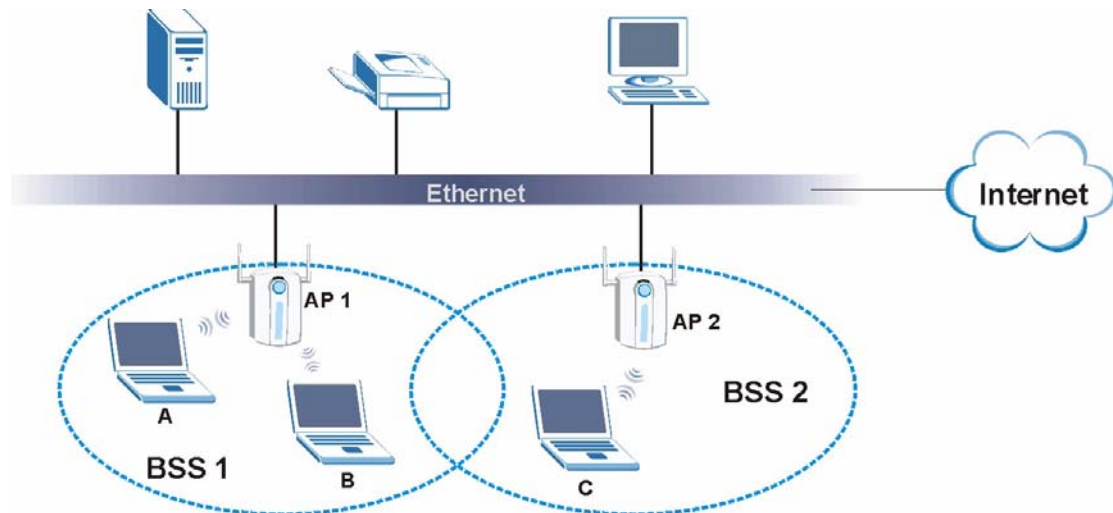 Ethernet
Internet
AP 1
AP 2
A
B
C
BSS 1
BSS 2